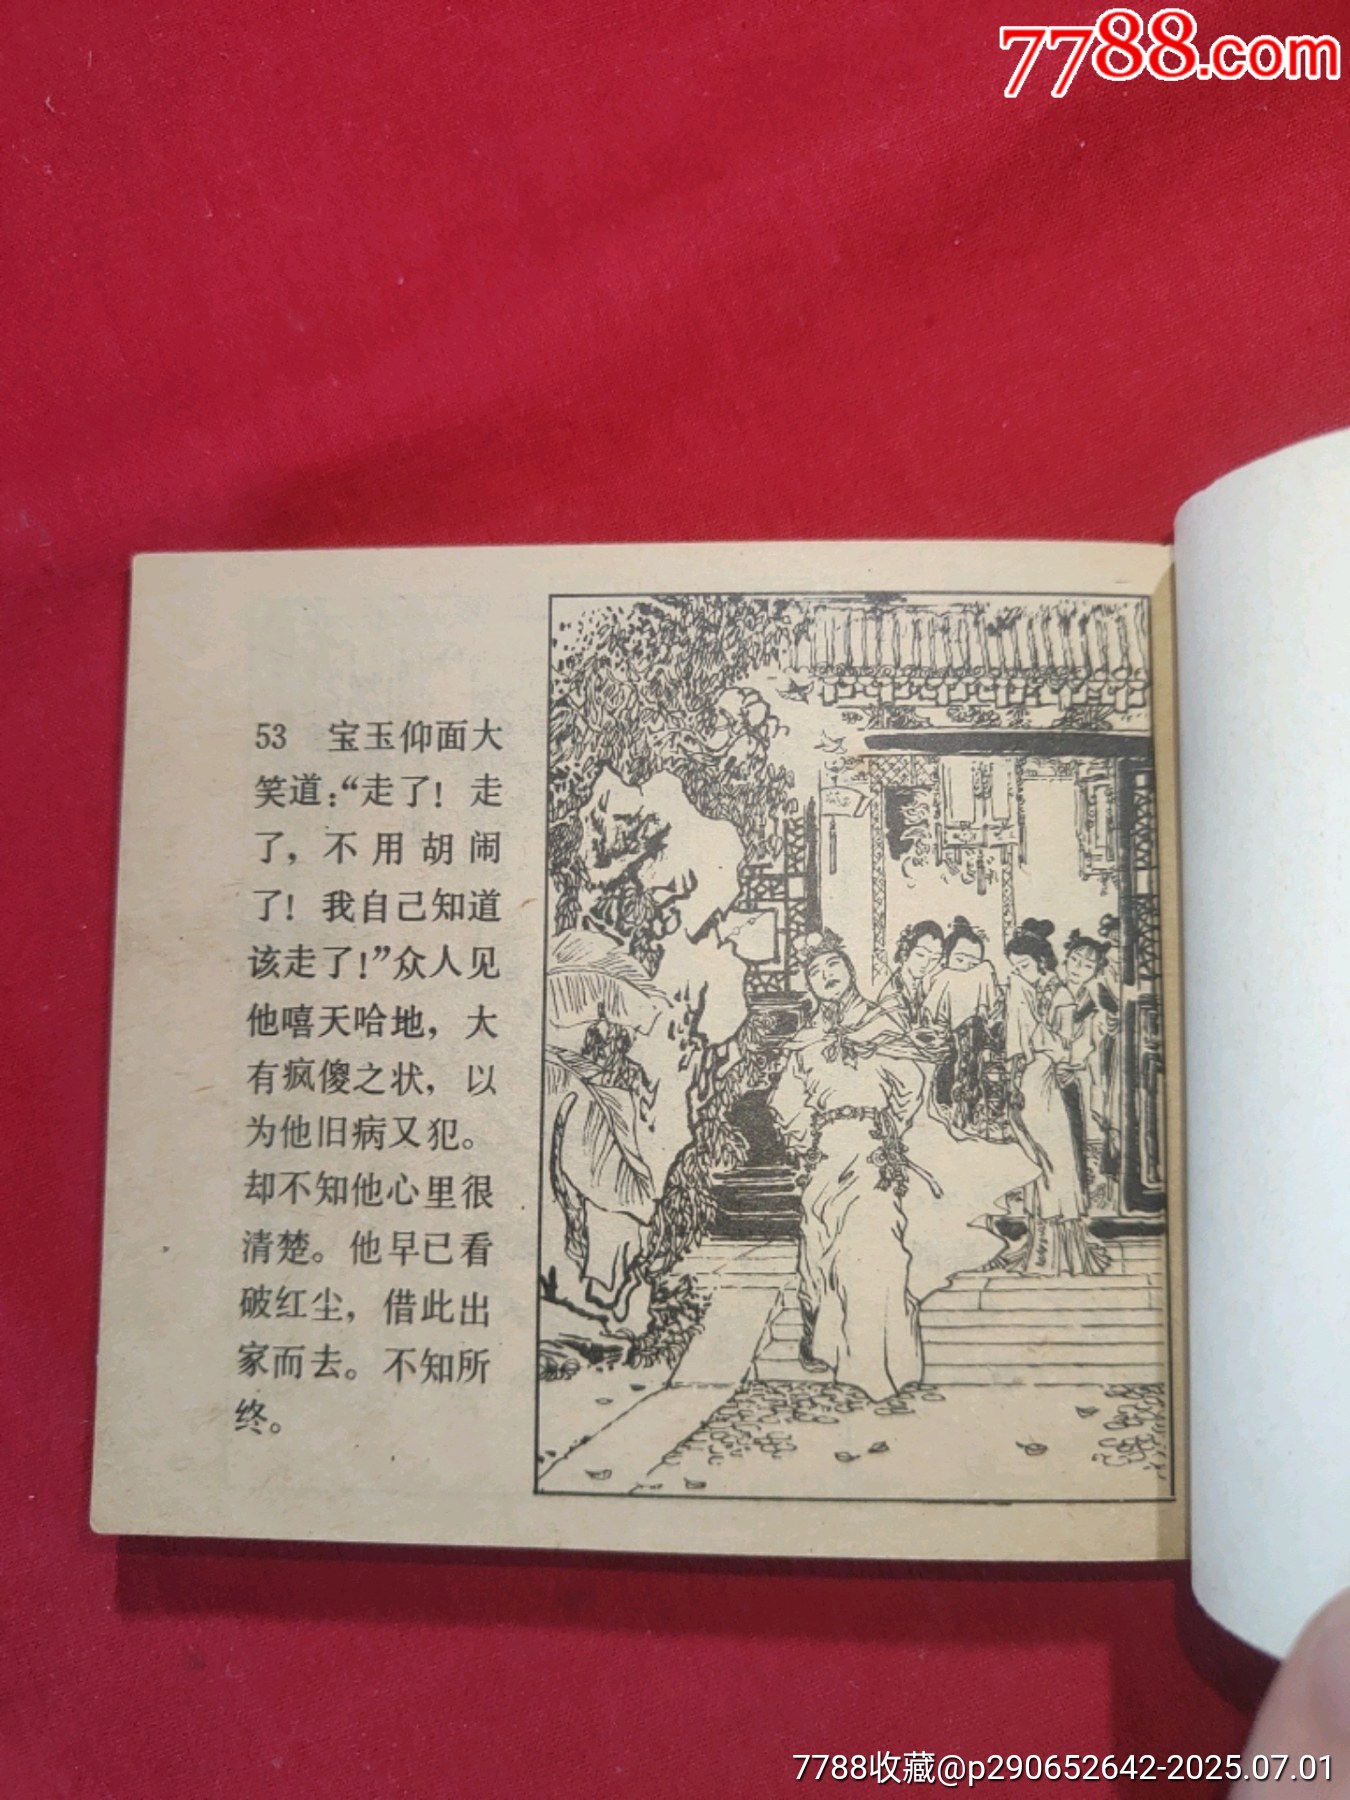 7788.com
53 宝玉仰面大
笑道：“走了！走
了，不用胡闹
了！我自己知道
该走了！”众人见
他嘻天哈地，大
有疯傻之状，以
为他旧病又犯。
却不知他心里很
清楚。他早已看
破红尘，借此出
家而去。不知所
终。
7788收藏@p290652642-2025.07.01